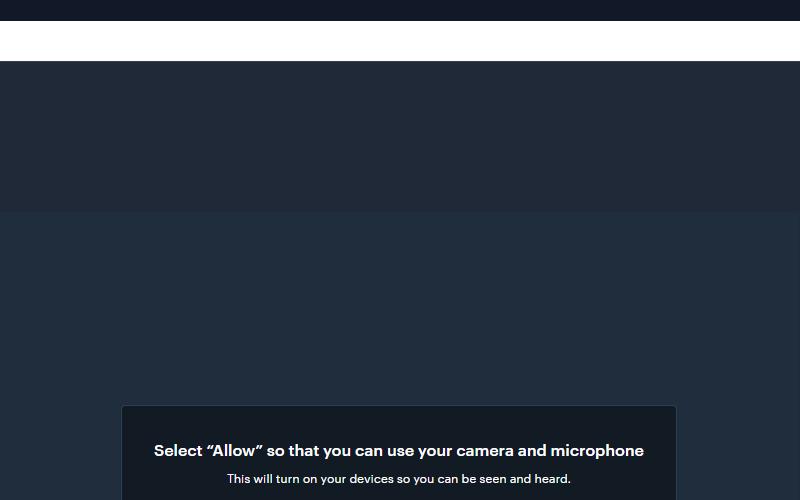 Select “Allow” so that you can use your camera and microphone
This will turn on your devices so you can be seen and heard.